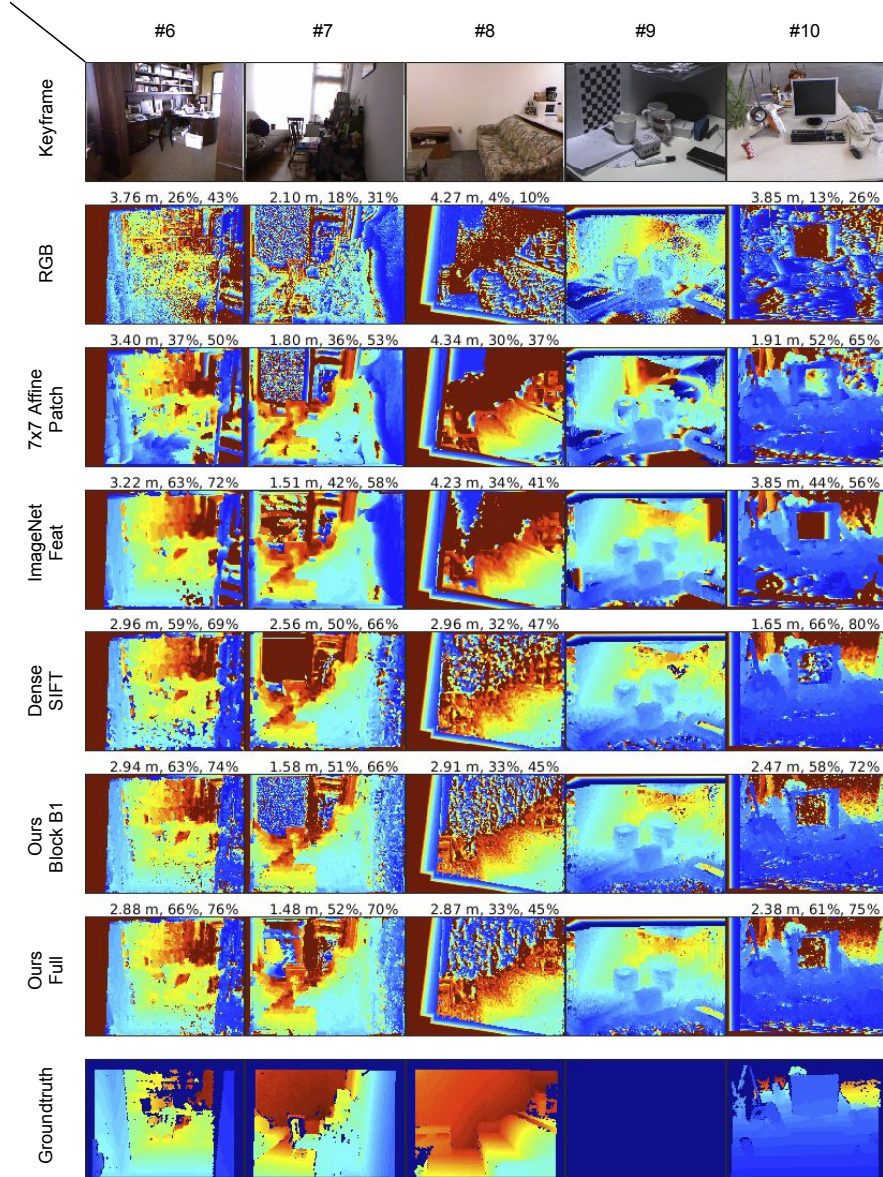 #6 #7 #8 #9 #10
Keyframe
3.76 m, 26%, 43% 2.10 m, 18%, 31% 4.27 m, 4%, 10% 3.85 m, 13%, 26%
RGB
3.40 m, 37%, 50% 1.80 m, 36%, 53% 4.34 m, 30%, 37% 1.91 m, 52%, 65%
7x7 Affine
Patch
3.22 m, 63%, 72% 1.51 m, 42%, 58% 4.23 m, 34%, 41% 3.85 m, 44%, 56%
ImageNet
Feat
2.96 m, 59%, 69% 2.56 m, 50%, 66% 2.96 m, 32%, 47% 1.65 m, 66%, 80%
Dense
SIFT
2.94 m, 63%, 74% 1.58 m, 51%, 66% 2.91 m, 33%, 45% 2.47 m, 58%, 72%
Ours
Block B1
2.88 m, 66%, 76% 1.48 m, 52%, 70% 2.87 m, 33%, 45% 2.38 m, 61%, 75%
Ours
Full
Groundtruth